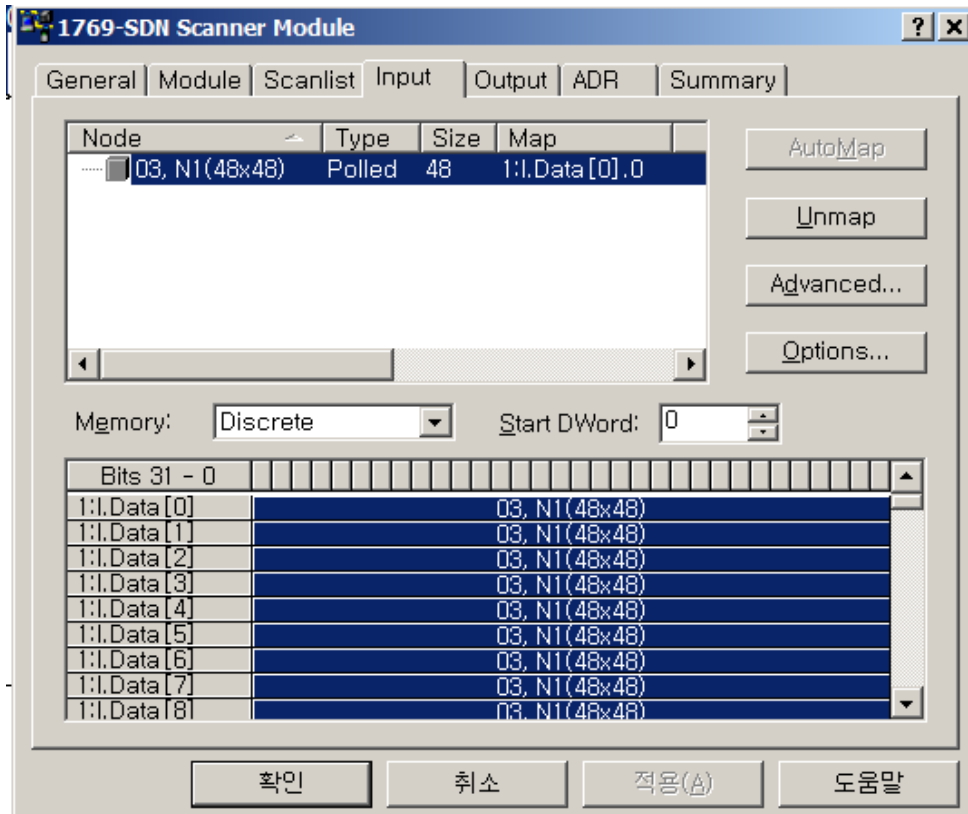 1769-SDN Scanner Module
General Module Scanlist Input Output ADR Summary
Node Type Size Map
03, N1(48x48) Polled 48 1:I.Data[0].0
AutoMap
Unmap
Advanced...
Options...
Memory: Discrete Start DWord: 0
Bits 31 - 0
1:I.Data[0] 03, N1(48x48)
1:I.Data[1] 03, N1(48x48)
1:I.Data[2] 03, N1(48x48)
1:I.Data[3] 03, N1(48x48)
1:I.Data[4] 03, N1(48x48)
1:I.Data[5] 03, N1(48x48)
1:I.Data[6] 03, N1(48x48)
1:I.Data[7] 03, N1(48x48)
1:I.Data[8] 03, N1(48x48)
확인 취소 적용(A) 도움말